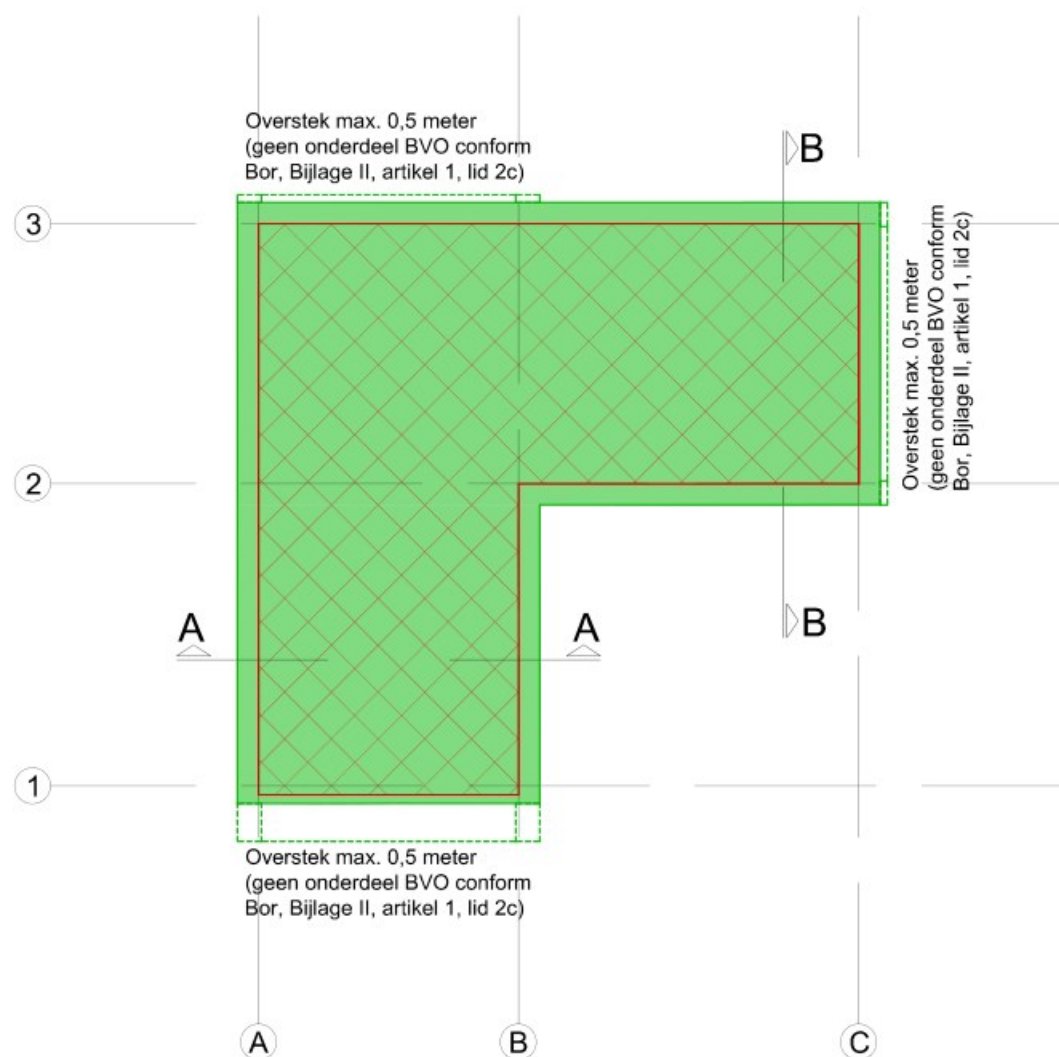 Overstek max. 0,5 meter
(geen onderdeel BVO conform
Bor, Bijlage II, artikel 1, lid 2c)
B
3
Overstek max. 0,5 meter
(geen onderdeel BVO conform
Bor, Bijlage II, artikel 1, lid 2c)
2
A
A
B
1
Overstek max. 0,5 meter
(geen onderdeel BVO conform
Bor, Bijlage II, artikel 1, lid 2c)
A
B
C